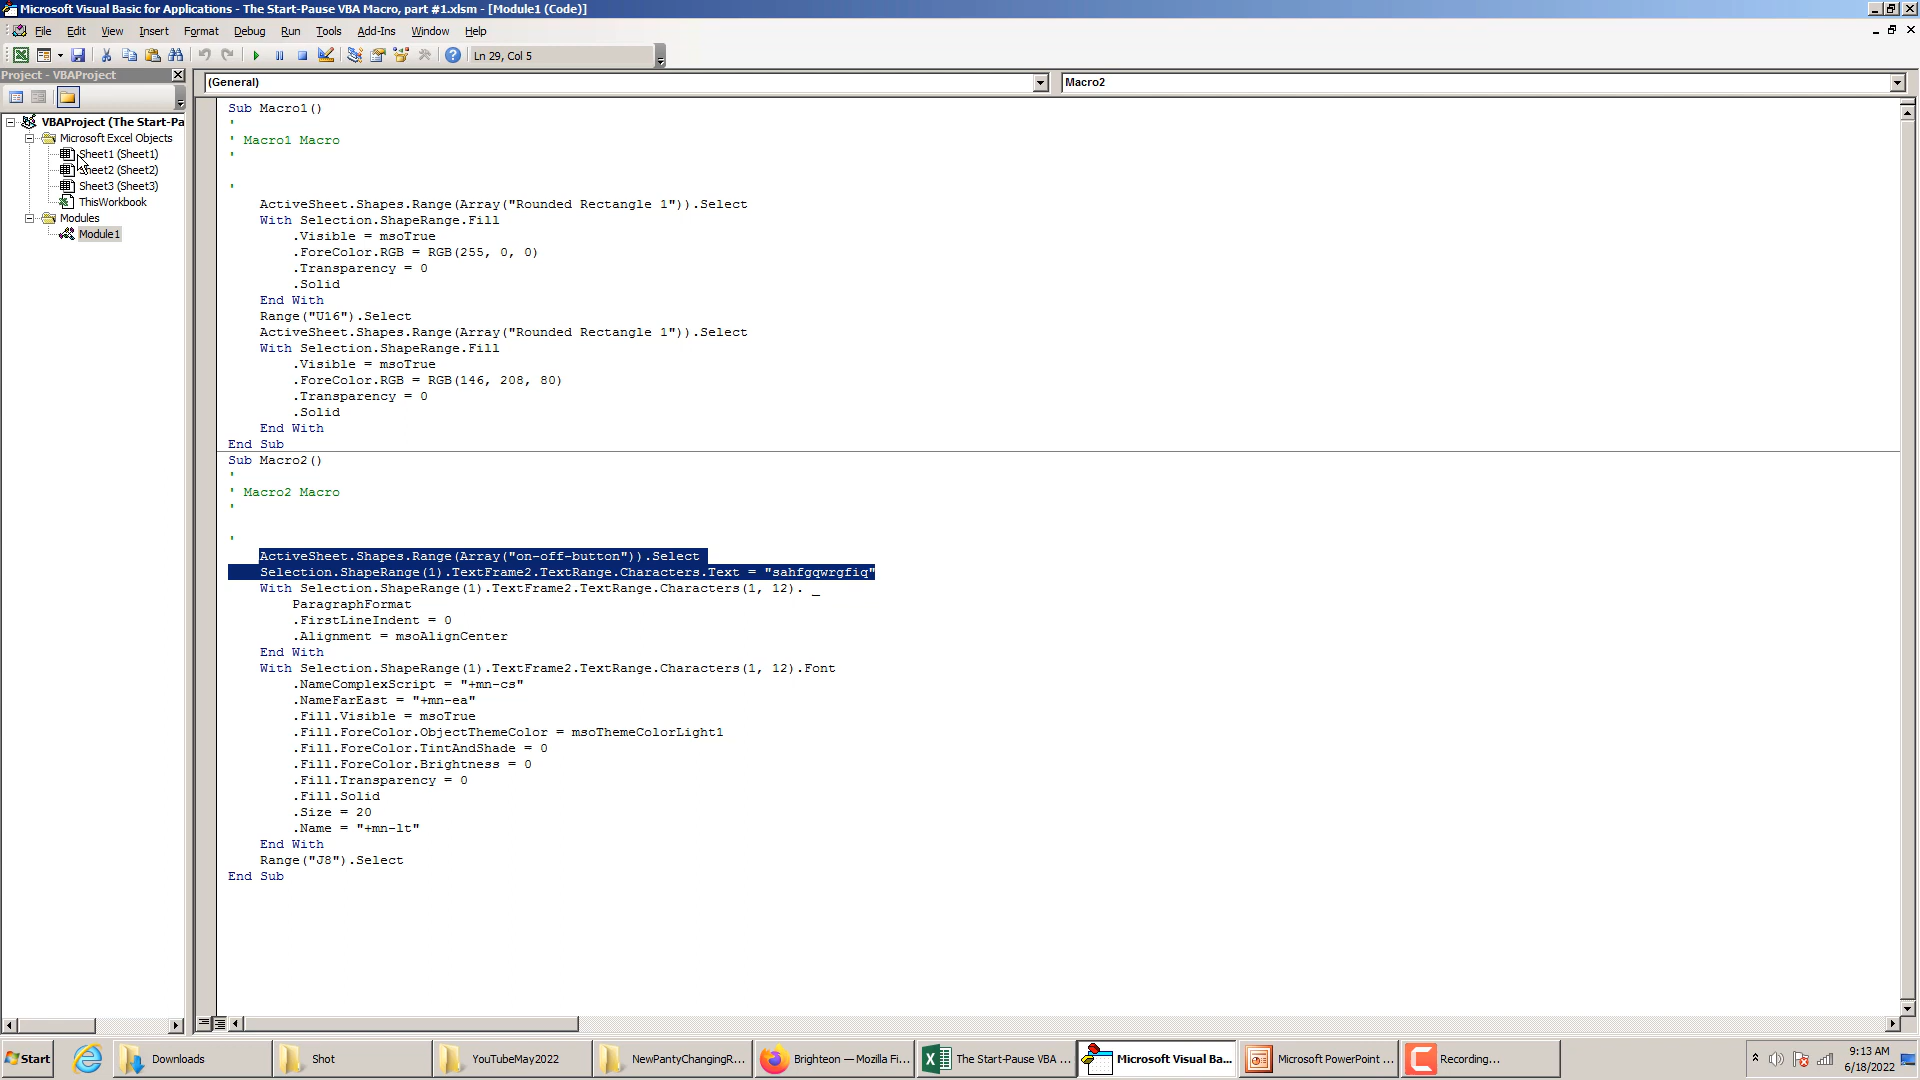 Microsoft Visual Basic for Applications - The Start-Pause VBA Macro, part #1.xlsm - [Module1 (Code)]
File Edit View Insert Format Debug Run Tools Add-Ins Window Help
Ln 29, Col 5
Project - VBAProject
(General)
Macro2
VBAProject (The Start-Pa
Microsoft Excel Objects
Sheet1 (Sheet1)
Sheet2 (Sheet2)
Sheet3 (Sheet3)
ThisWorkbook
Modules
Module1
Sub Macro1()
'
' Macro1 Macro
'
'
ActiveSheet.Shapes.Range(Array("Rounded Rectangle 1")).Select
With Selection.ShapeRange.Fill
.Visible = msoTrue
.ForeColor.RGB = RGB(255, 0, 0)
.Transparency = 0
.Solid
End With
Range("U16").Select
ActiveSheet.Shapes.Range(Array("Rounded Rectangle 1")).Select
With Selection.ShapeRange.Fill
.Visible = msoTrue
.ForeColor.RGB = RGB(146, 208, 80)
.Transparency = 0
.Solid
End With
End Sub
Sub Macro2()
'
' Macro2 Macro
'
'
ActiveSheet.Shapes.Range(Array("on-off-button")).Select
Selection.ShapeRange(1).TextFrame2.TextRange.Characters.Text = "sahfgqwrgfiq"
With Selection.ShapeRange(1).TextFrame2.TextRange.Characters(1, 12). _
ParagraphFormat
.FirstLineIndent = 0
.Alignment = msoAlignCenter
End With
With Selection.ShapeRange(1).TextFrame2.TextRange.Characters(1, 12).Font
.NameComplexScript = "+mn-cs"
.NameFarEast = "+mn-ea"
.Fill.Visible = msoTrue
.Fill.ForeColor.ObjectThemeColor = msoThemeColorLight1
.Fill.ForeColor.TintAndShade = 0
.Fill.ForeColor.Brightness = 0
.Fill.Transparency = 0
.Fill.Solid
.Size = 20
.Name = "+mn-lt"
End With
Range("J8").Select
End Sub
Start
Downloads
Shot
YouTubeMay2022
NewPantyChangingR...
Brighteon — Mozilla Fi...
The Start-Pause VBA ...
Microsoft Visual Ba...
Microsoft PowerPoint ...
Recording...
9:13 AM
6/18/2022